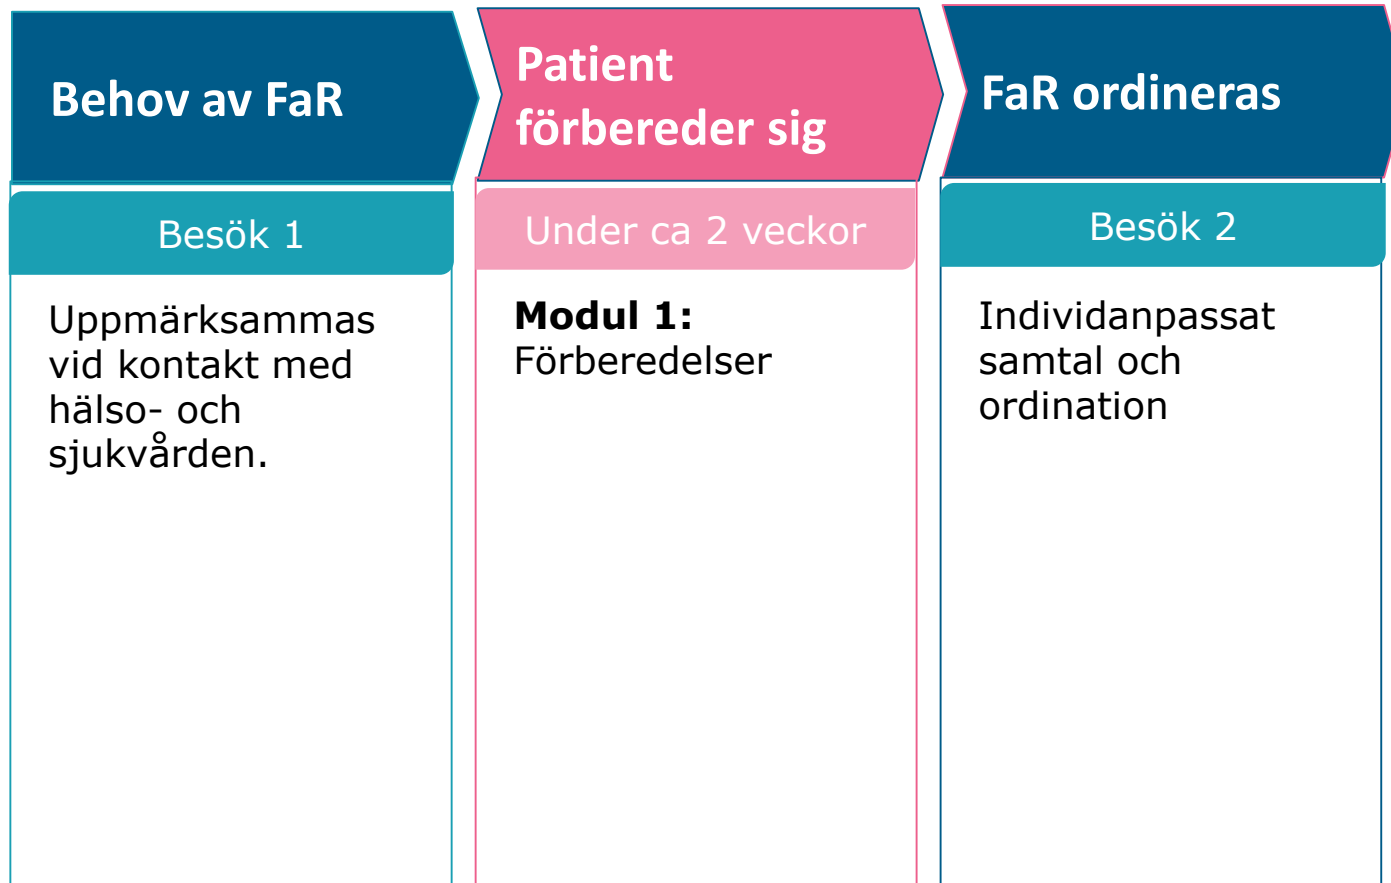 Behov av FaR
Besök 1
Uppmärksammas
vid kontakt med
hälso- och
sjukvården.
Patient
förbereder sig
Under ca 2 veckor
Modul 1:
Förberedelser
FaR ordineras
Besök 2
Individanpassat
samtal och
ordination